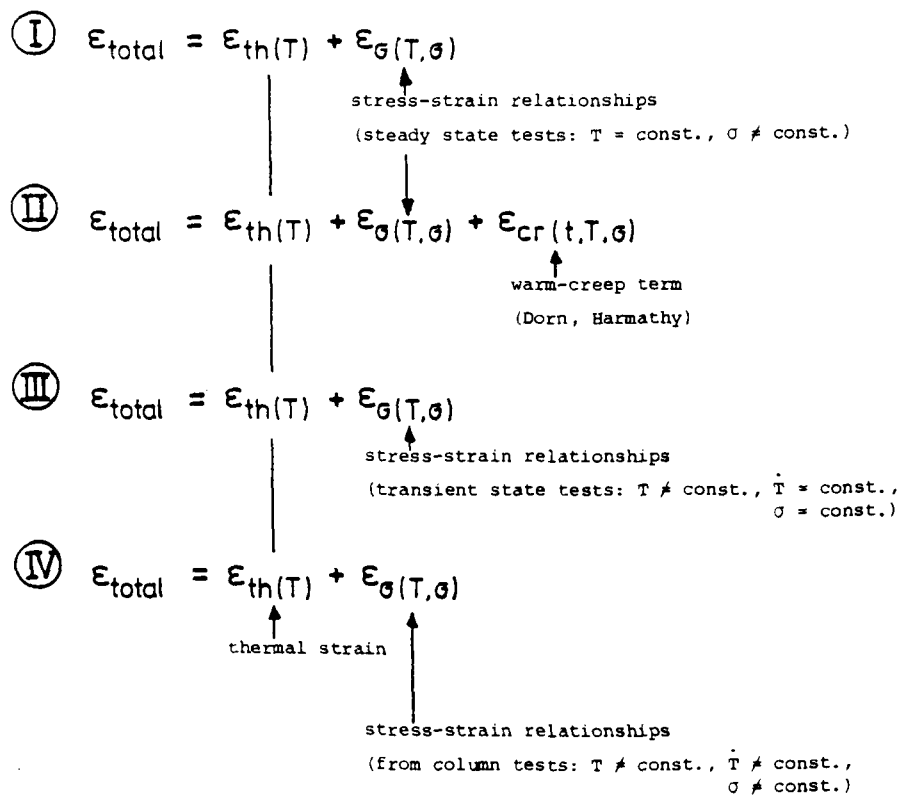 I ε_total = ε_th(T) + ε_σ(T,σ)
stress-strain relationships
(steady state tests: T = const., σ ≠ const.)
II ε_total = ε_th(T) + ε_σ(T,σ) + ε_cr(t,T,σ)
warm-creep term
(Dorn, Harmathy)
III ε_total = ε_th(T) + ε_σ(T,σ)
stress-strain relationships
(transient state tests: T ≠ const., Ṫ = const.,
σ = const.)
IV ε_total = ε_th(T) + ε_σ(T,σ)
thermal strain
stress-strain relationships
(from column tests: T ≠ const., Ṫ ≠ const.,
σ ≠ const.)